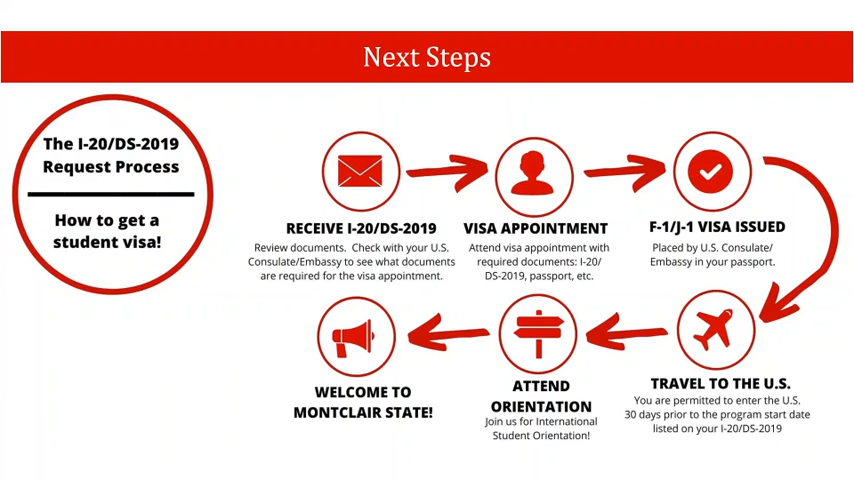 Next Steps
The I-20/DS-2019
Request Process
How to get a
student visa!
RECEIVE I-20/DS-2019
Review documents. Check with your U.S.
Consulate/Embassy to see what documents
are required for the visa appointment.
VISA APPOINTMENT
Attend visa appointment with
required documents: I-20/
DS-2019, passport, etc.
F-1/J-1 VISA ISSUED
Placed by U.S. Consulate/
Embassy in your passport.
TRAVEL TO THE U.S.
You are permitted to enter the U.S.
30 days prior to the program start date
listed on your I-20/DS-2019
ATTEND
ORIENTATION
Join us for International
Student Orientation!
WELCOME TO
MONTCLAIR STATE!